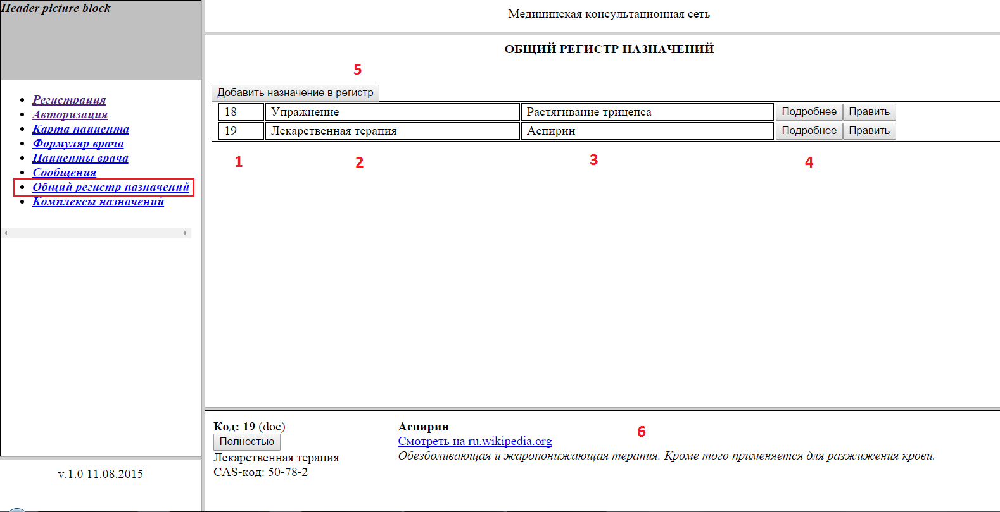 Header picture block
Регистрация
Авторизация
Карта пациента
Формуляр врача
Пациенты врача
Сообщения
Общий регистр назначений
Комплексы назначений
v.1.0 11.08.2015
Медицинская консультационная сеть
ОБЩИЙ РЕГИСТР НАЗНАЧЕНИЙ
5
Добавить назначение в регистр
18 Упражнение Растягивание трицепса Подробнее Править
19 Лекарственная терапия Аспирин Подробнее Править
1 2 3 4
Код: 19 (doc)
Полностью
Лекарственная терапия
CAS-код: 50-78-2
Аспирин
Смотреть на ru.wikipedia.org
Обезболивающая и жаропонижающая терапия. Кроме того применяется для разжижения крови.
6